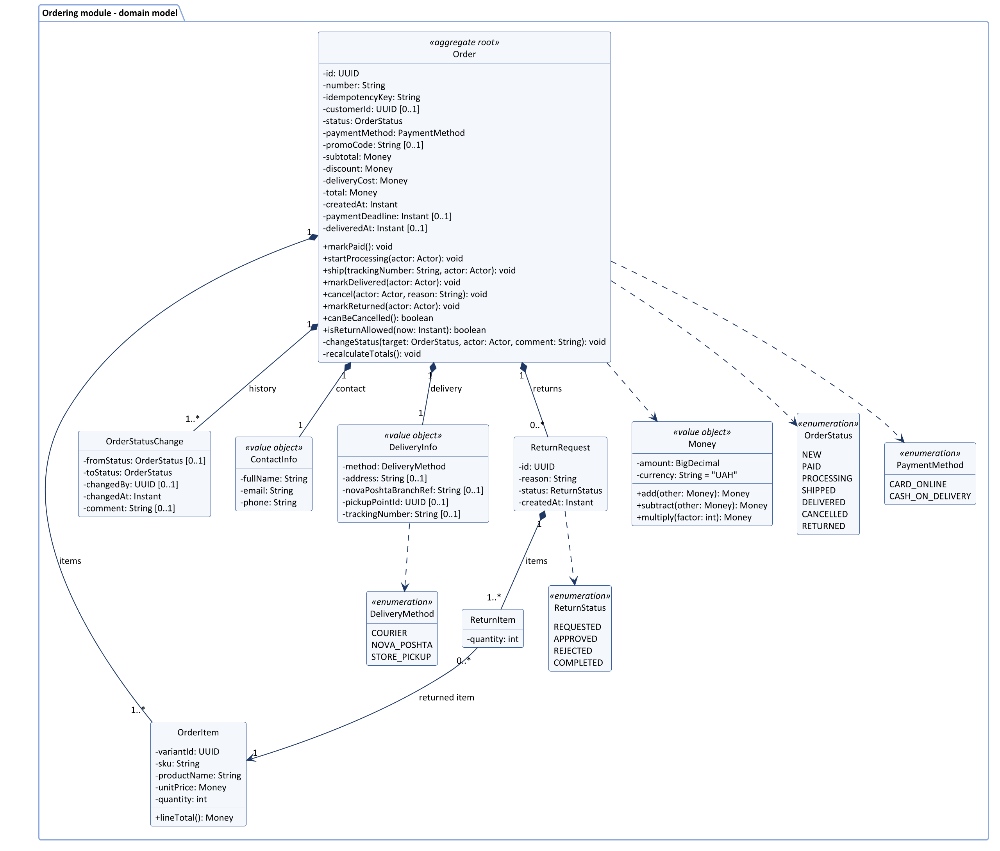 Ordering module - domain model
«aggregate root»
Order
-id: UUID
-number: String
-idempotencyKey: String
-customerId: UUID [0..1]
-status: OrderStatus
-paymentMethod: PaymentMethod
-promoCode: String [0..1]
-subtotal: Money
-discount: Money
-deliveryCost: Money
-total: Money
-createdAt: Instant
-paymentDeadline: Instant [0..1]
-deliveredAt: Instant [0..1]
+markPaid(): void
+startProcessing(actor: Actor): void
+ship(trackingNumber: String, actor: Actor): void
+markDelivered(actor: Actor): void
+cancel(actor: Actor, reason: String): void
+markReturned(actor: Actor): void
+canBeCancelled(): boolean
+isReturnAllowed(now: Instant): boolean
-changeStatus(target: OrderStatus, actor: Actor, comment: String): void
-recalculateTotals(): void
1
1
1
1
1
history
contact
delivery
returns
1..*
1
1
0..*
OrderStatusChange
-fromStatus: OrderStatus [0..1]
-toStatus: OrderStatus
-changedBy: UUID [0..1]
-changedAt: Instant
-comment: String [0..1]
«value object»
ContactInfo
-fullName: String
-email: String
-phone: String
«value object»
DeliveryInfo
-method: DeliveryMethod
-address: String [0..1]
-novaPoshtaBranchRef: String [0..1]
-pickupPointId: UUID [0..1]
-trackingNumber: String [0..1]
ReturnRequest
-id: UUID
-reason: String
-status: ReturnStatus
-createdAt: Instant
«value object»
Money
-amount: BigDecimal
-currency: String = "UAH"
+add(other: Money): Money
+subtract(other: Money): Money
+multiply(factor: int): Money
«enumeration»
OrderStatus
NEW
PAID
PROCESSING
SHIPPED
DELIVERED
CANCELLED
RETURNED
«enumeration»
PaymentMethod
CARD_ONLINE
CASH_ON_DELIVERY
1
items
items
1..*
«enumeration»
DeliveryMethod
COURIER
NOVA_POSHTA
STORE_PICKUP
ReturnItem
-quantity: int
«enumeration»
ReturnStatus
REQUESTED
APPROVED
REJECTED
COMPLETED
0..*
returned item
1..*
1
OrderItem
-variantId: UUID
-sku: String
-productName: String
-unitPrice: Money
-quantity: int
+lineTotal(): Money